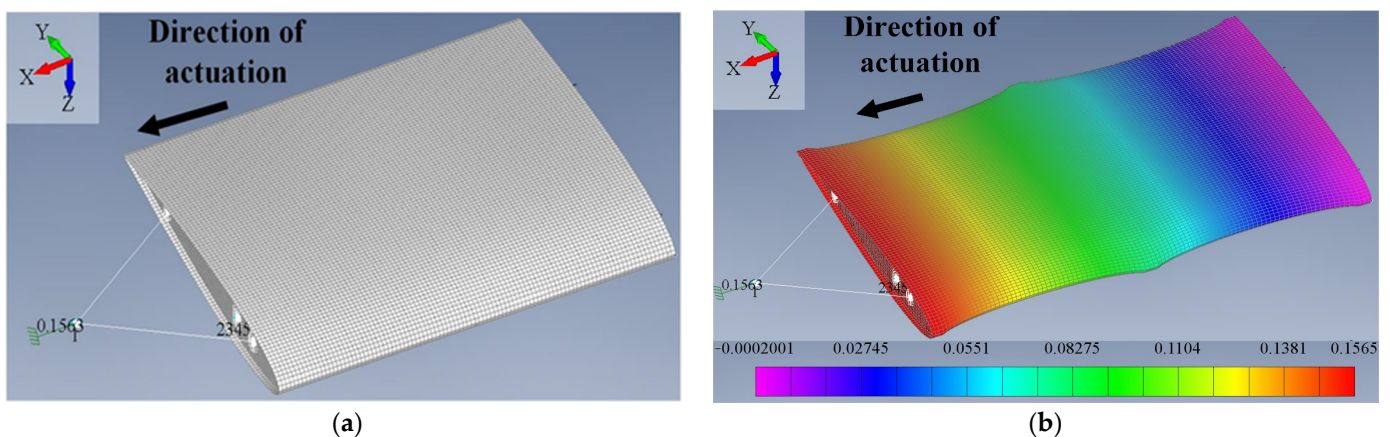 Y
X
Z
Direction of
actuation
0.1563
1
2345
(a)
Y
X
Z
Direction of
actuation
0.1563
1
2345
-0.0002001 0.02745 0.0551 0.08275 0.1104 0.1381 0.1565
(b)